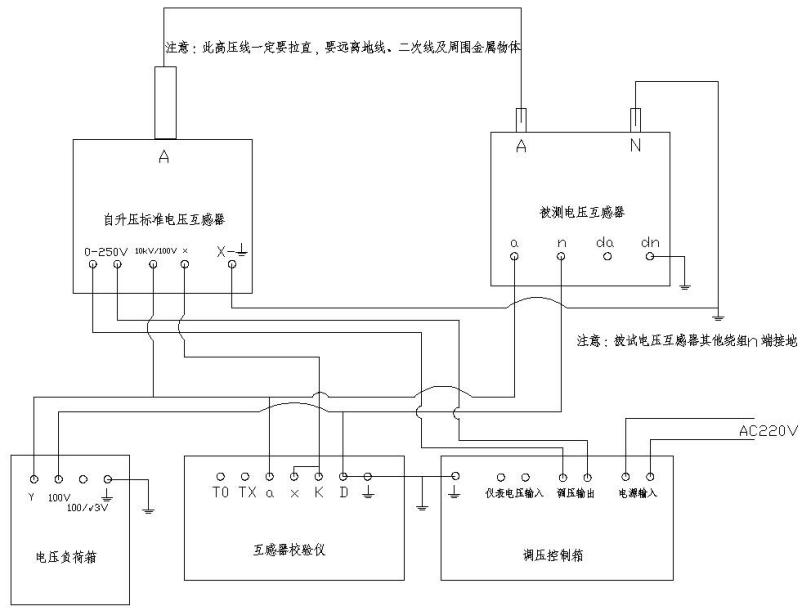 注意：此高压线一定要拉直，要远离地线、二次线及周围金属物体
A
A N
自升压标准电压互感器
0-250V 10kV/100V x X-
被测电压互感器
a n da dn
注意：被试电压互感器其他绕组n端接地
AC220V
Y 100V
100/√3V
电压负荷箱
T0 TX a x K D
互感器校验仪
仪表电压输入 调压输出 电源输入
调压控制箱